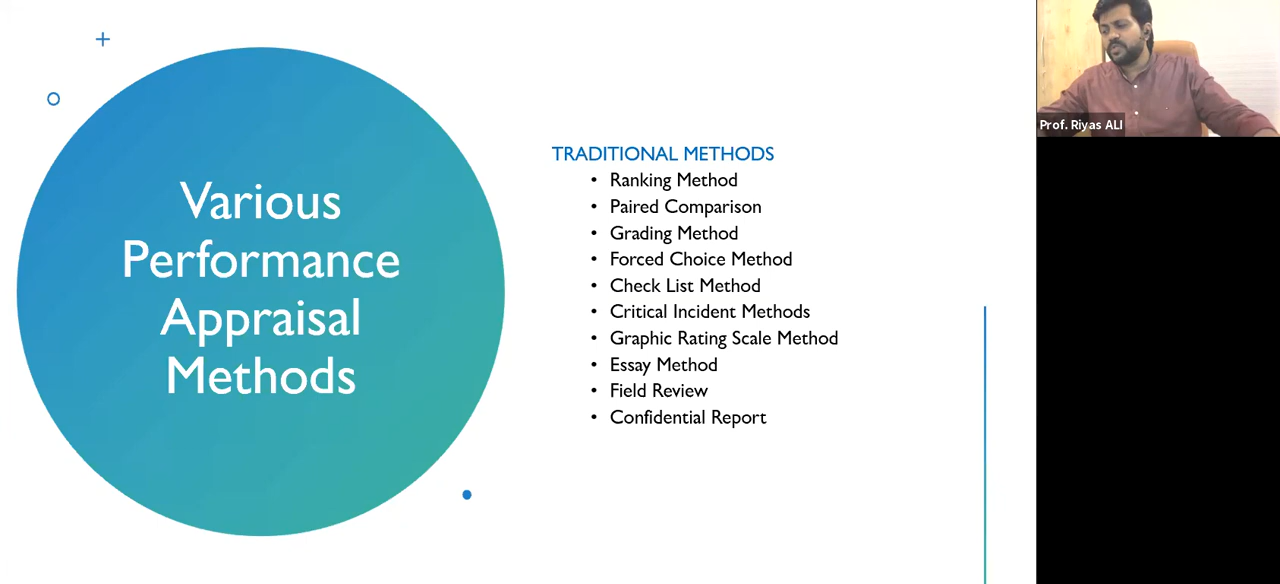 Various
Performance
Appraisal
Methods
TRADITIONAL METHODS
• Ranking Method
• Paired Comparison
• Grading Method
• Forced Choice Method
• Check List Method
• Critical Incident Methods
• Graphic Rating Scale Method
• Essay Method
• Field Review
• Confidential Report
Prof. Riyas ALI